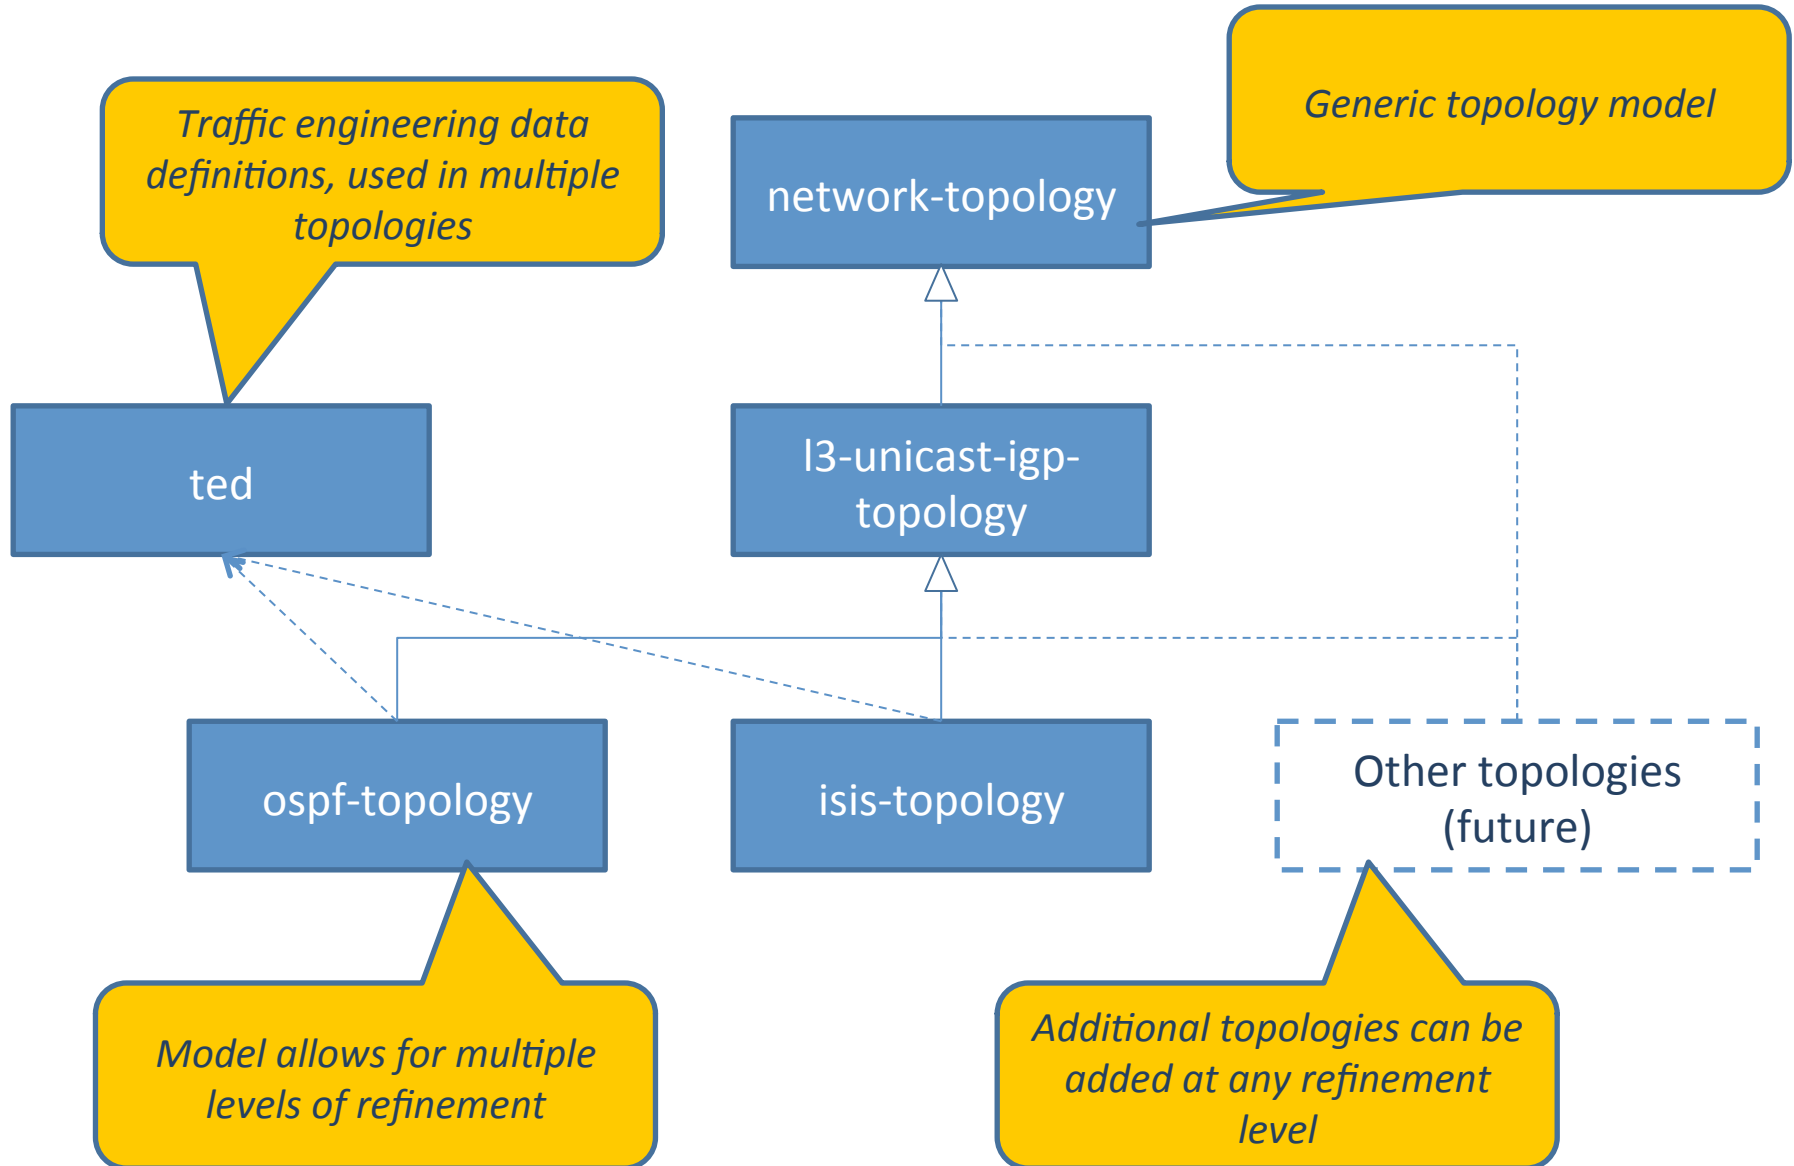 Generic topology model
Traffic engineering data
definitions, used in multiple
topologies
network-topology
ted
l3-unicast-igp-
topology
ospf-topology
isis-topology
Other topologies
(future)
Model allows for multiple
levels of refinement
Additional topologies can be
added at any refinement
level